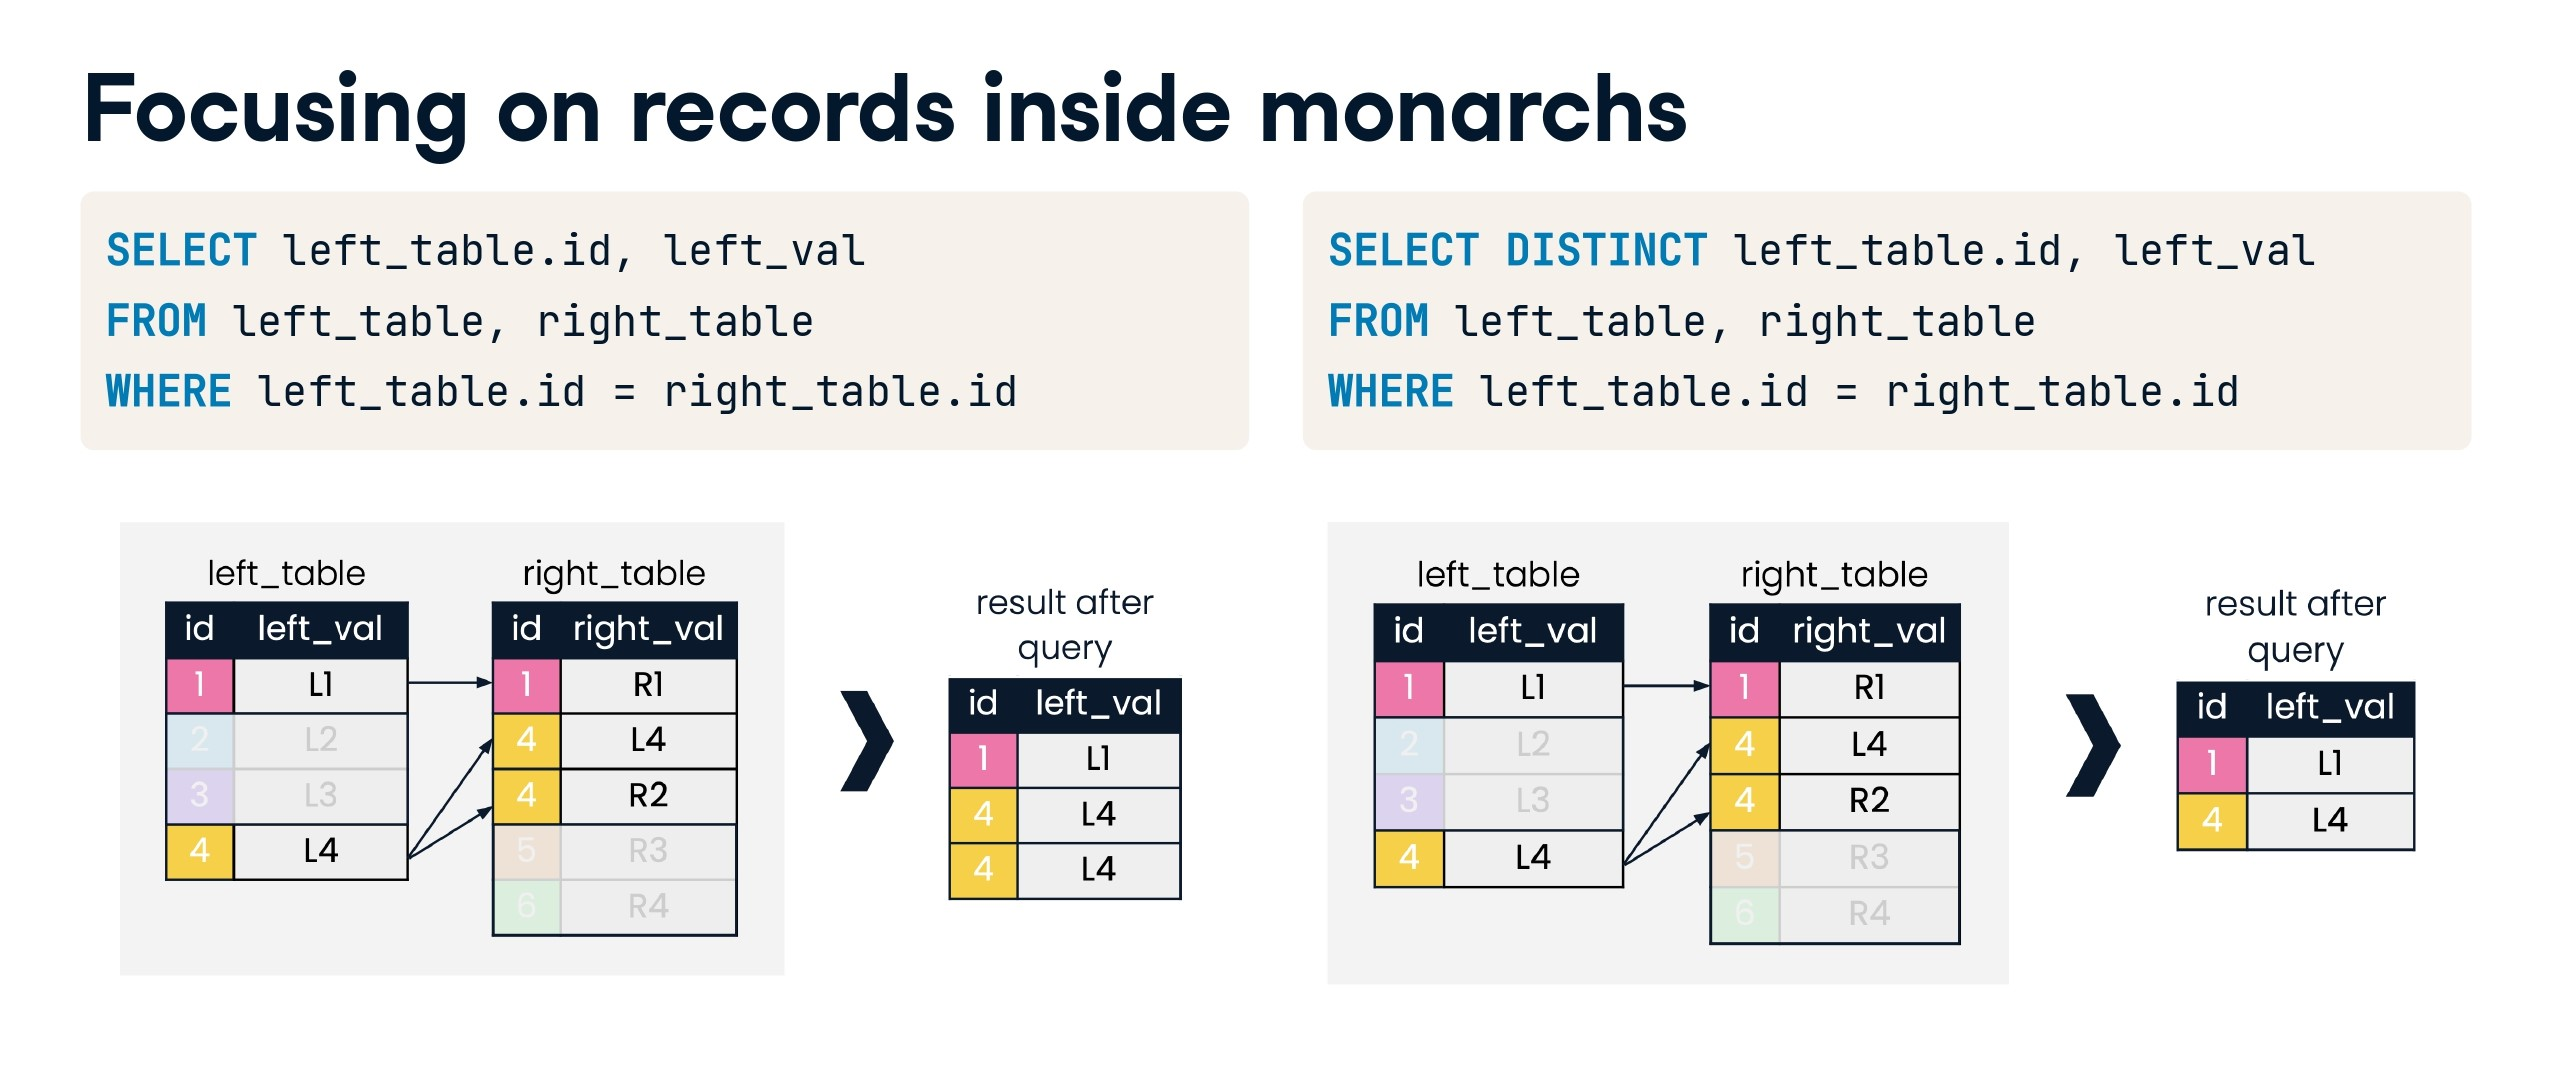 Focusing on records inside monarchs
SELECT left_table.id, left_val
FROM left_table, right_table
WHERE left_table.id = right_table.id
SELECT DISTINCT left_table.id, left_val
FROM left_table, right_table
WHERE left_table.id = right_table.id
left_table
id left_val
1 L1
2 L2
3 L3
4 L4
right_table
id right_val
1 R1
4 L4
4 R2
5 R3
6 R4
result after
query
id left_val
1 L1
4 L4
4 L4
left_table
id left_val
1 L1
2 L2
3 L3
4 L4
right_table
id right_val
1 R1
4 L4
4 R2
5 R3
6 R4
result after
query
id left_val
1 L1
4 L4